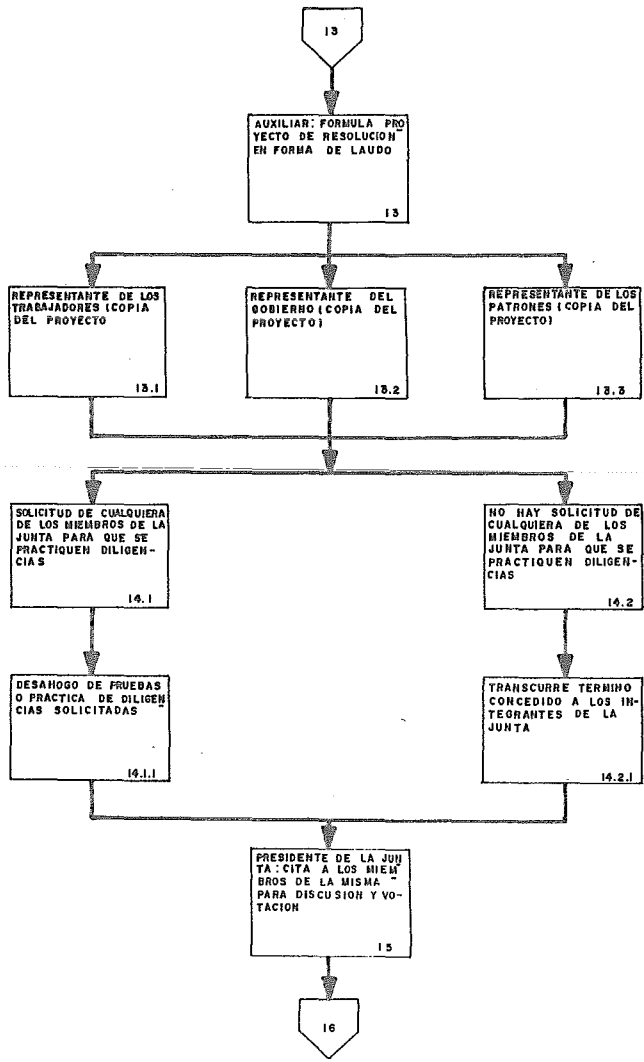 13
AUXILIAR: FORMULA PRO
YECTO DE RESOLUCION
EN FORMA DE LAUDO
13
REPRESENTANTE DE LOS
TRABAJADORES (COPIA
DEL PROYECTO
13.1
REPRESENTANTE DEL
GOBIERNO (COPIA DEL
PROYECTO)
13.2
REPRESENTANTE DE LOS
PATRONES (COPIA DEL
PROYECTO)
13.3
SOLICITUD DE CUALQUIERA
DE LOS MIEMBROS DE LA
JUNTA PARA QUE SE
PRACTIQUEN DILIGEN-
CIAS
14.1
NO HAY SOLICITUD DE
CUALQUIERA DE LOS
MIEMBROS DE LA
JUNTA PARA QUE SE
PRACTIQUEN DILIGEN-
CIAS
14.2
DESAHOGO DE PRUEBAS
O PRACTICA DE DILIGEN
CIAS SOLICITADAS
14.1.1
TRANSCURRE TERMINO
CONCEDIDO A LOS IN-
TEGRANTES DE LA
JUNTA
14.2.1
PRESIDENTE DE LA JUN
TA: CITA A LOS MIEM
BROS DE LA MISMA
PARA DISCUSION Y VO-
TACION
15
16